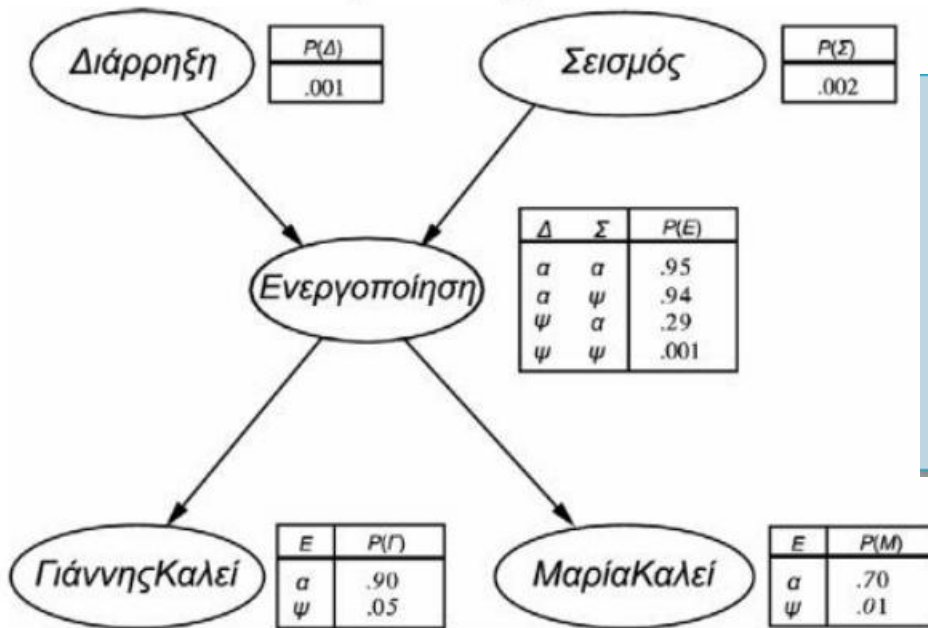 Διάρρηξη
P(Δ)
.001
Σεισμός
P(Σ)
.002
Ενεργοποίηση
Δ Σ P(E)
α α .95
α ψ .94
ψ α .29
ψ ψ .001
ΓιάννηςΚαλεί
E P(Γ)
α .90
ψ .05
ΜαρίαΚαλεί
E P(M)
α .70
ψ .01